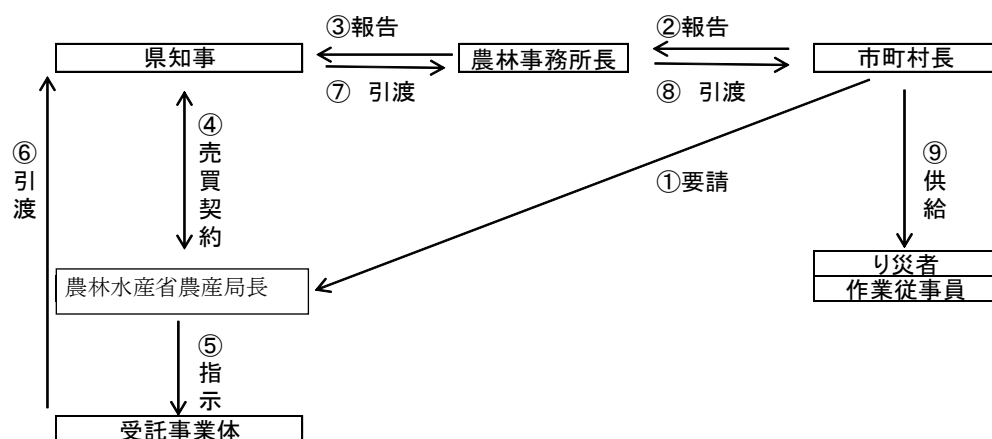 ③報告
②報告
県知事
農林事務所長
市町村長
⑦ 引渡
⑧ 引渡
④売買契約
⑥引渡
①要請
⑨供給
農林水産省農産局長
り災者
作業従事員
⑤指示
受託事業体